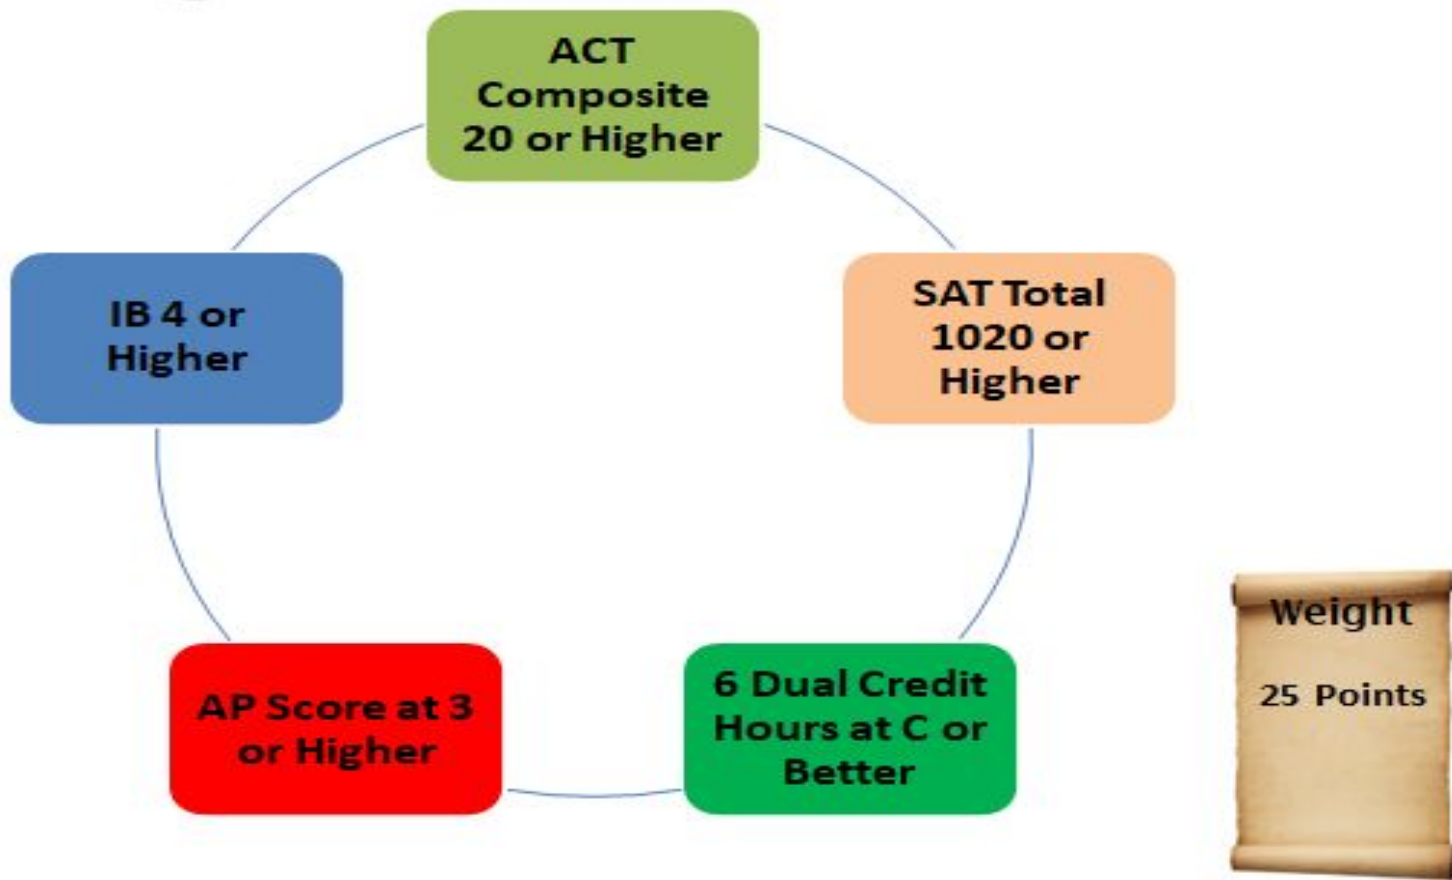 ACT
Composite
20 or Higher
SAT Total
1020 or
Higher
6 Dual Credit
Hours at C or
Better
AP Score at 3
or Higher
IB 4 or
Higher
Weight
25 Points